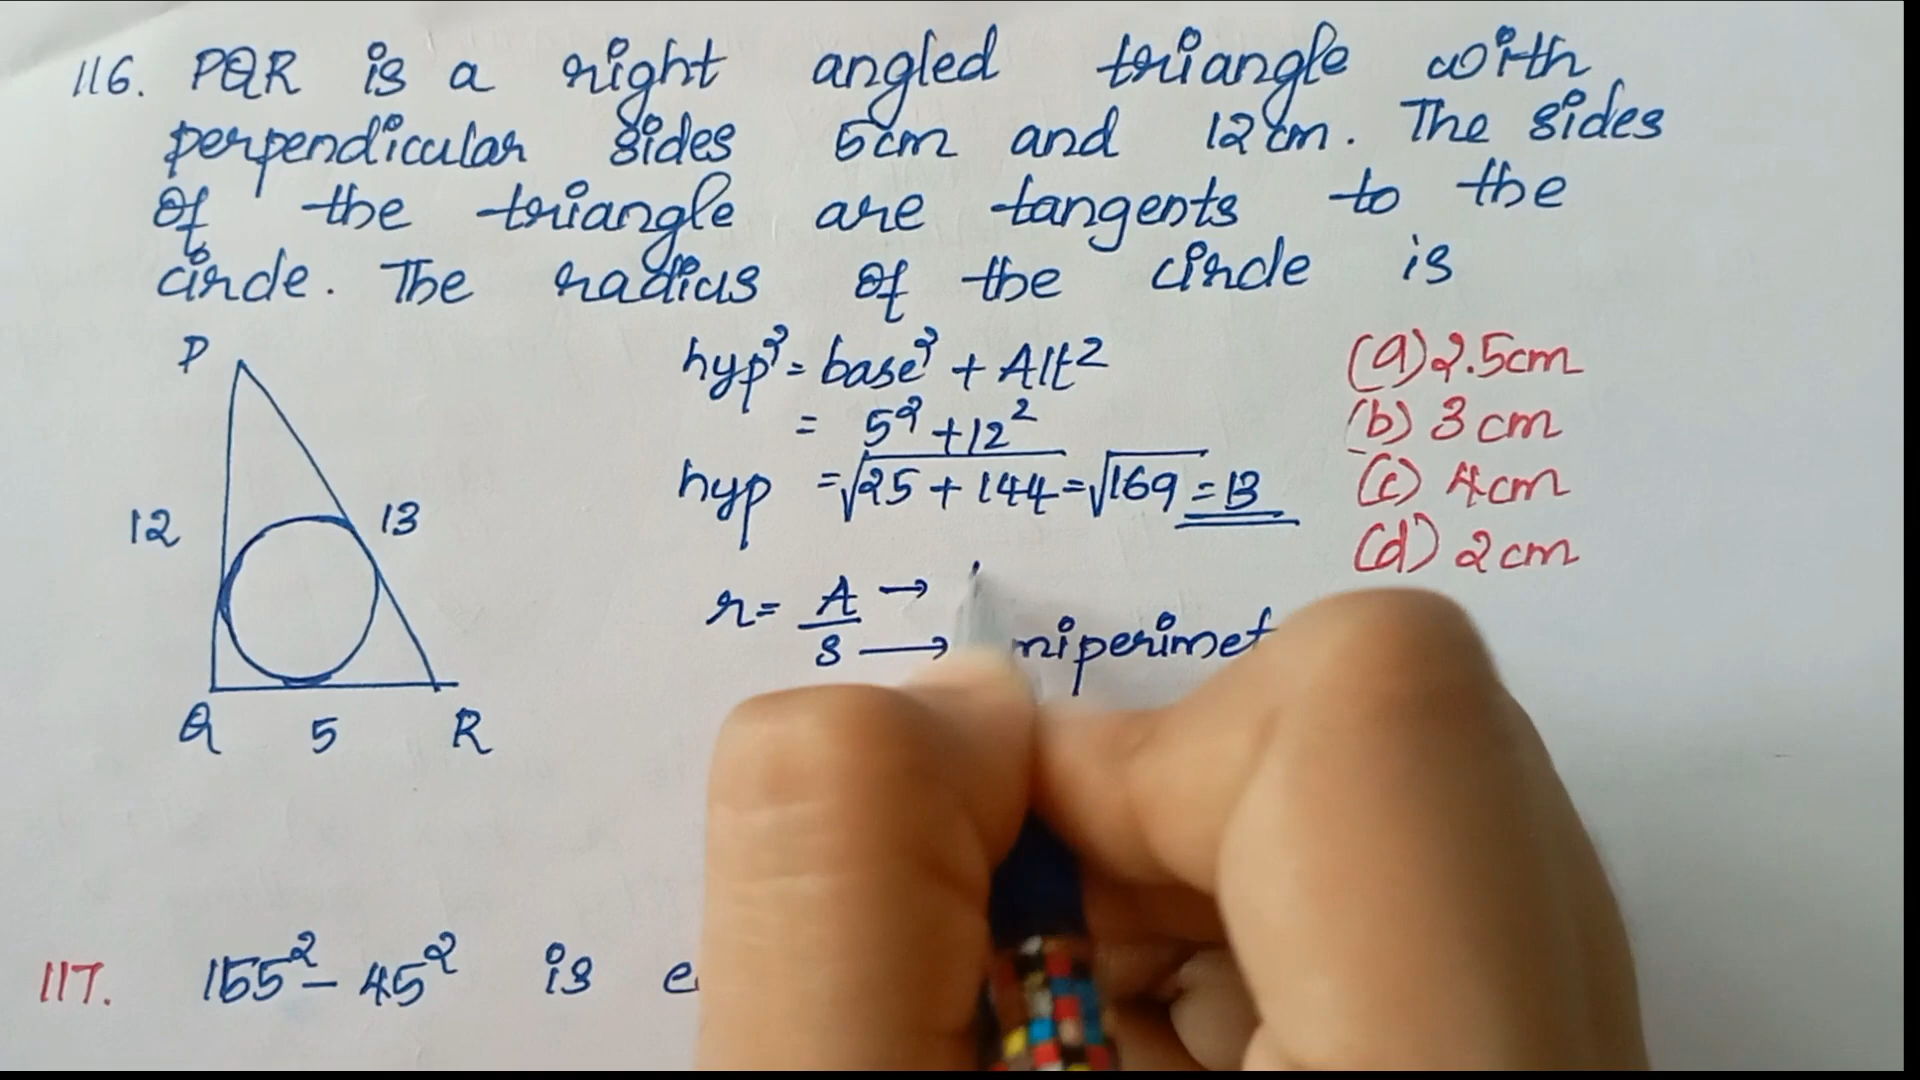 116. PQR is a right angled triangle with
perpendicular sides 5cm and 12cm. The sides
of the triangle are tangents to the
circle. The radius of the circle is
P
12
13
Q
5
R
hyp² = base² + Alt²
= 5² + 12²
hyp = √25 + 144 = √169 = 13
r = A/s →
→ miperimet
(a) 2.5cm
(b) 3cm
(c) 4cm
(d) 2cm
117. 155² - 45² is